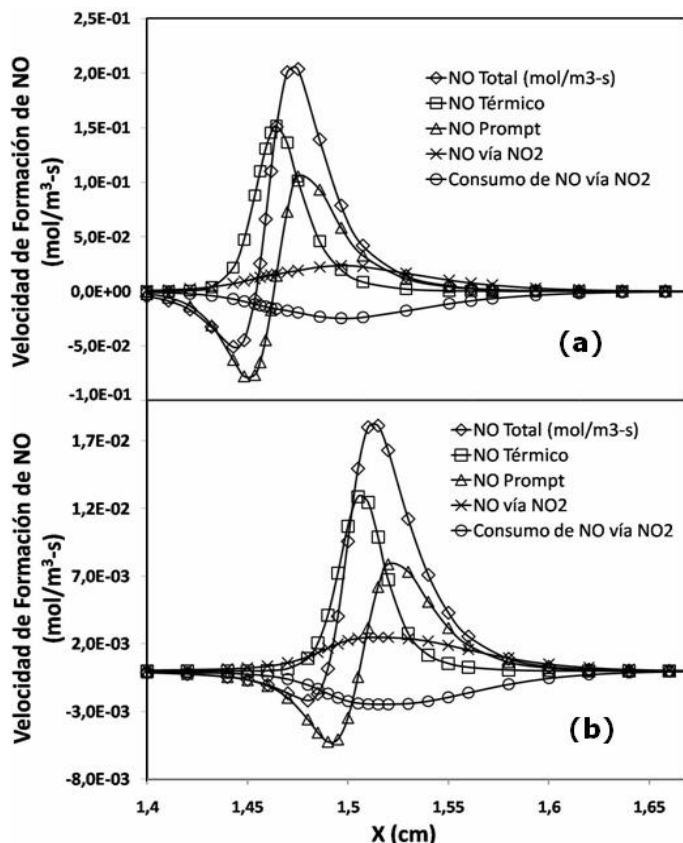 2,5E-01
2,0E-01
1,5E-01
1,0E-01
5,0E-02
0,0E+00
-5,0E-02
-1,0E-01
Velocidad de Formación de NO
(mol/m³-s)
NO Total (mol/m3-s)
NO Térmico
NO Prompt
NO vía NO2
Consumo de NO vía NO2
(a)
1,7E-02
1,2E-02
7,0E-03
2,0E-03
-3,0E-03
-8,0E-03
Velocidad de Formación de NO
(mol/m³-s)
NO Total (mol/m3-s)
NO Térmico
NO Prompt
NO vía NO2
Consumo de NO vía NO2
(b)
1,4 1,45 1,5 1,55 1,6 1,65
X (cm)